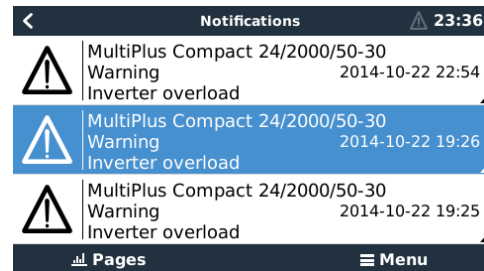 Notifications 23:36
MultiPlus Compact 24/2000/50-30
Warning 2014-10-22 22:54
Inverter overload
MultiPlus Compact 24/2000/50-30
Warning 2014-10-22 19:26
Inverter overload
MultiPlus Compact 24/2000/50-30
Warning 2014-10-22 19:25
Inverter overload
Pages Menu